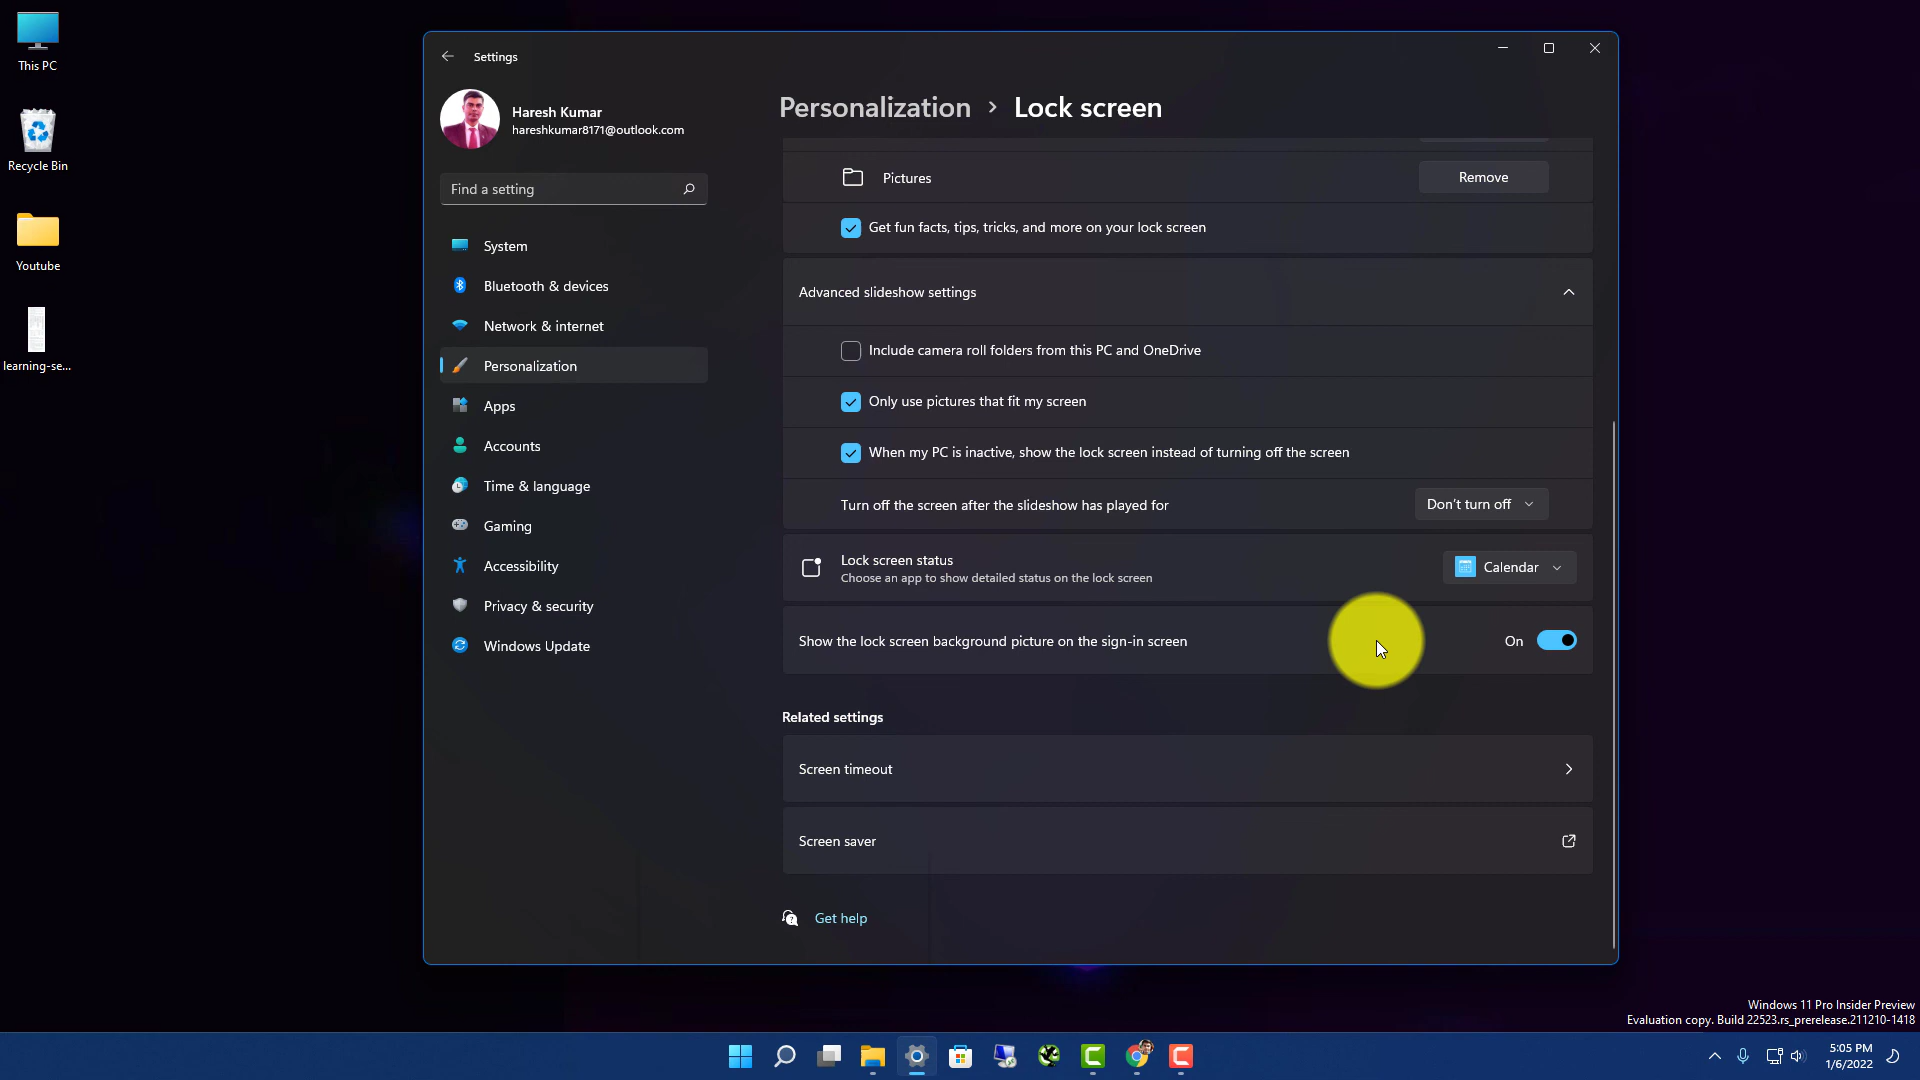 This PC
Recycle Bin
Youtube
learning-se...
Settings
Haresh Kumar
hareshkumar8171@outlook.com
Find a setting
System
Bluetooth & devices
Network & internet
Personalization
Apps
Accounts
Time & language
Gaming
Accessibility
Privacy & security
Windows Update
Personalization > Lock screen
Pictures
Remove
Get fun facts, tips, tricks, and more on your lock screen
Advanced slideshow settings
Include camera roll folders from this PC and OneDrive
Only use pictures that fit my screen
When my PC is inactive, show the lock screen instead of turning off the screen
Turn off the screen after the slideshow has played for
Don't turn off
Lock screen status
Choose an app to show detailed status on the lock screen
Calendar
Show the lock screen background picture on the sign-in screen
On
Related settings
Screen timeout
Screen saver
Get help
Windows 11 Pro Insider Preview
Evaluation copy. Build 22523.rs_prerelease.211210-1418
5:05 PM
1/6/2022